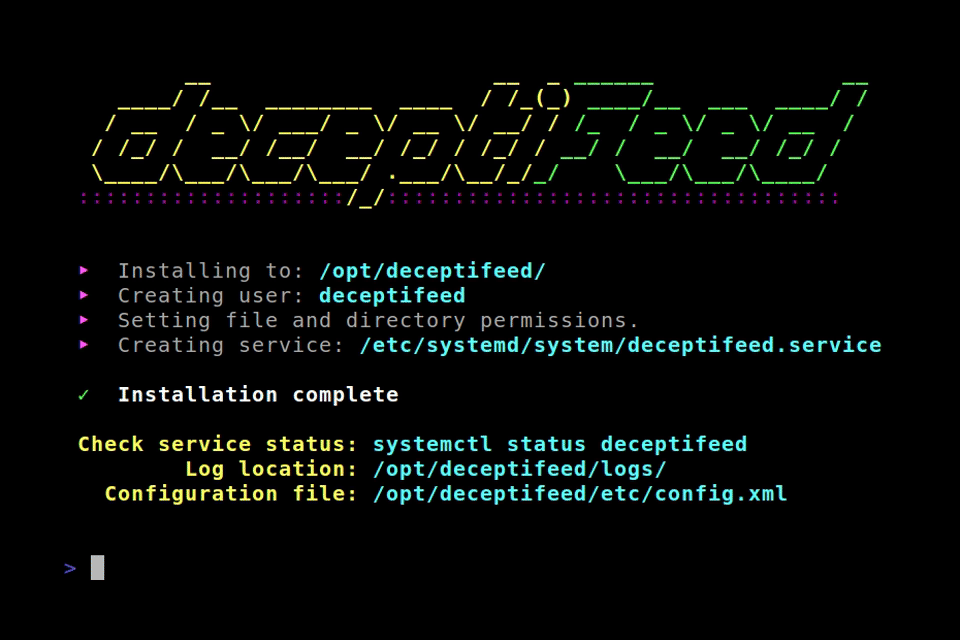 deceptiFeed
► Installing to: /opt/deceptifeed/
► Creating user: deceptifeed
► Setting file and directory permissions.
► Creating service: /etc/systemd/system/deceptifeed.service
✓ Installation complete
Check service status: systemctl status deceptifeed
Log location: /opt/deceptifeed/logs/
Configuration file: /opt/deceptifeed/etc/config.xml
>